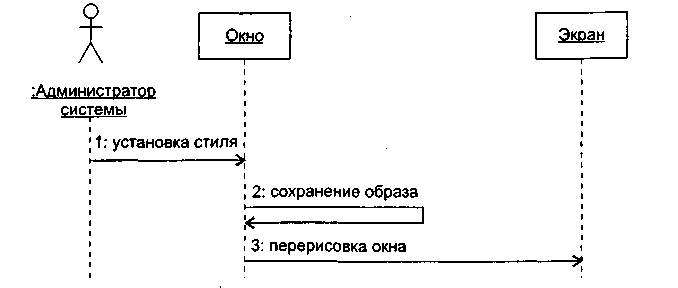 Окно
Экран
:Администратор
системы
1: установка стиля
2: сохранение образа
3: перерисовка окна